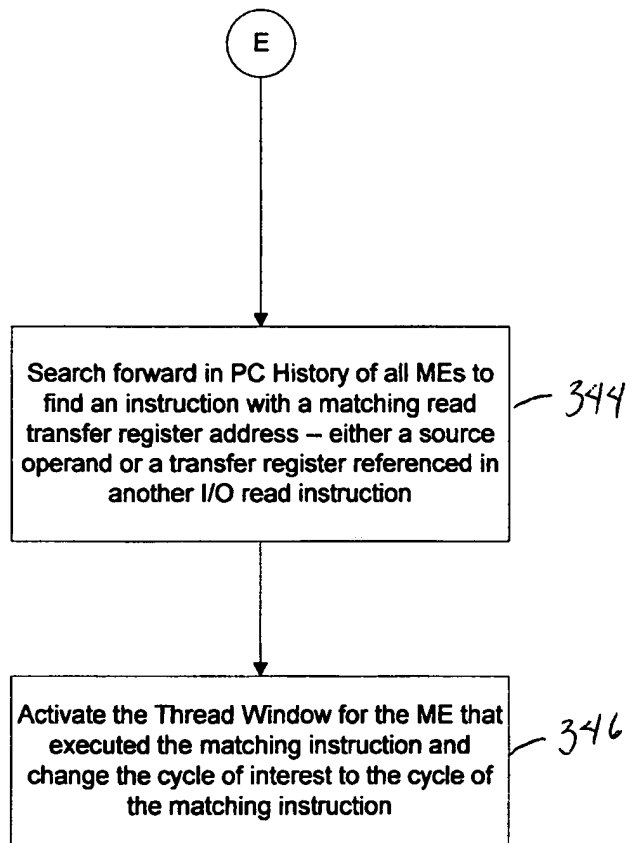 E
Search forward in PC History of all MEs to
find an instruction with a matching read
transfer register address – either a source
operand or a transfer register referenced in
another I/O read instruction
344
Activate the Thread Window for the ME that
executed the matching instruction and
change the cycle of interest to the cycle of
the matching instruction
346